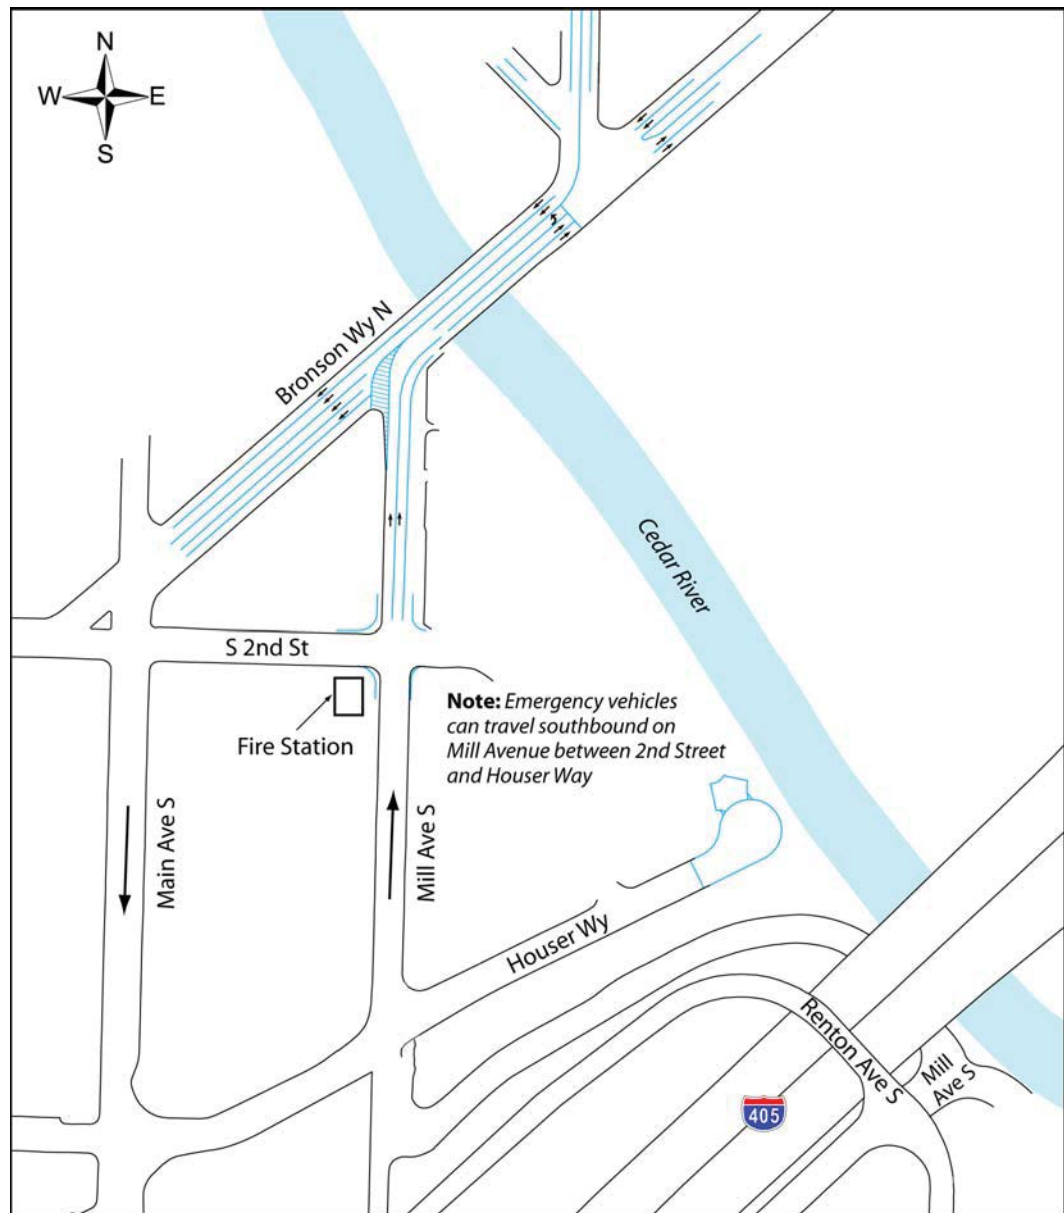 N
W E
S
Bronson Wy N
Cedar River
S 2nd St
Fire Station
Note: Emergency vehicles
can travel southbound on
Mill Avenue between 2nd Street
and Houser Way
Main Ave S
Mill Ave S
Houser Wy
Renton Ave S
Mill
Ave S
405